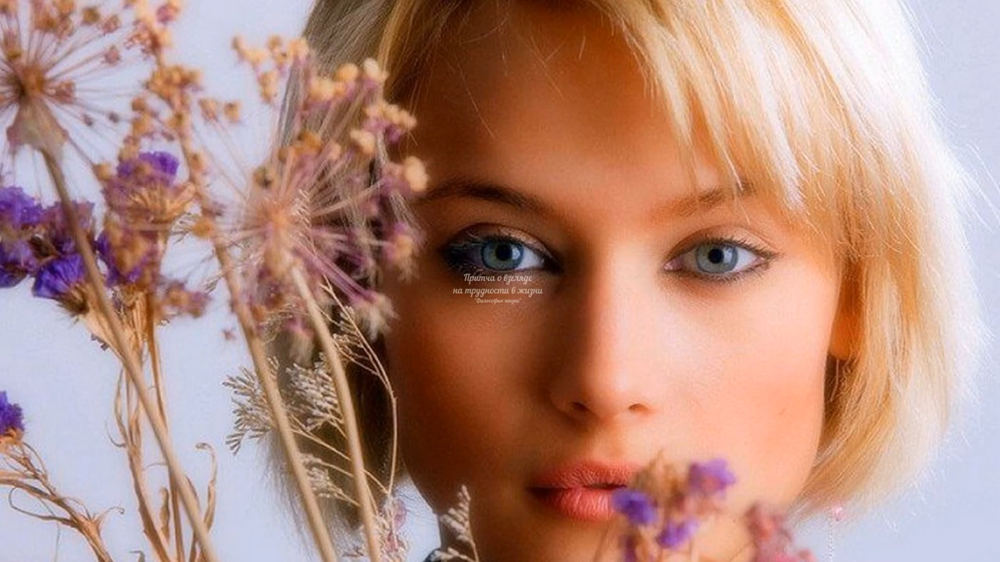 Притча о взгляде
на трудности в жизни
"Философия жизни"